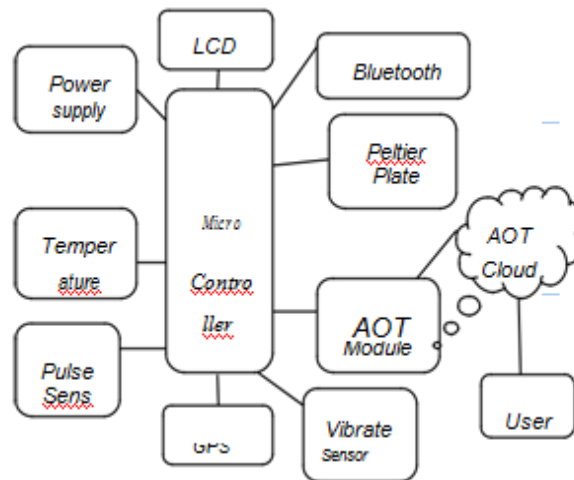 LCD
Bluetooth
Power
supply
Peltier
Plate
Micro
Contro
ller
Temper
ature
AOT
Cloud
AOT
Module
Pulse
Sens
GPS
Vibrate
Sensor
User